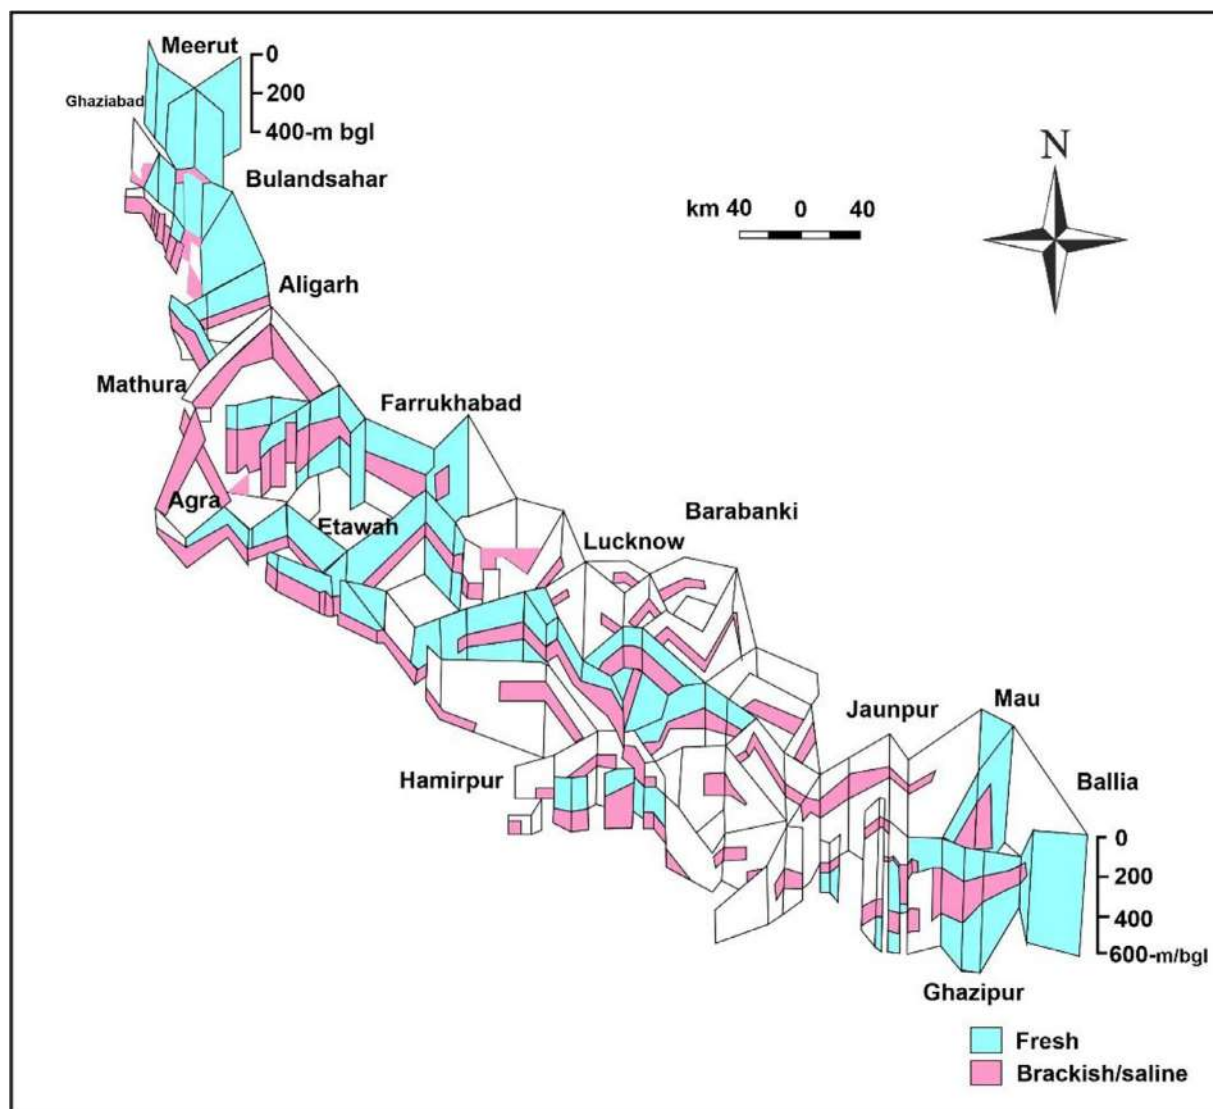 Meerut
0
Ghaziabad
200
400-m bgl
N
Bulandsahar
km 40 0 40
Aligarh
Mathura
Farrukhabad
Agra
Etawah
Barabanki
Lucknow
Jaunpur
Mau
Hamirpur
Ballia
0
200
400
600-m/bgl
Ghazipur
Fresh
Brackish/saline